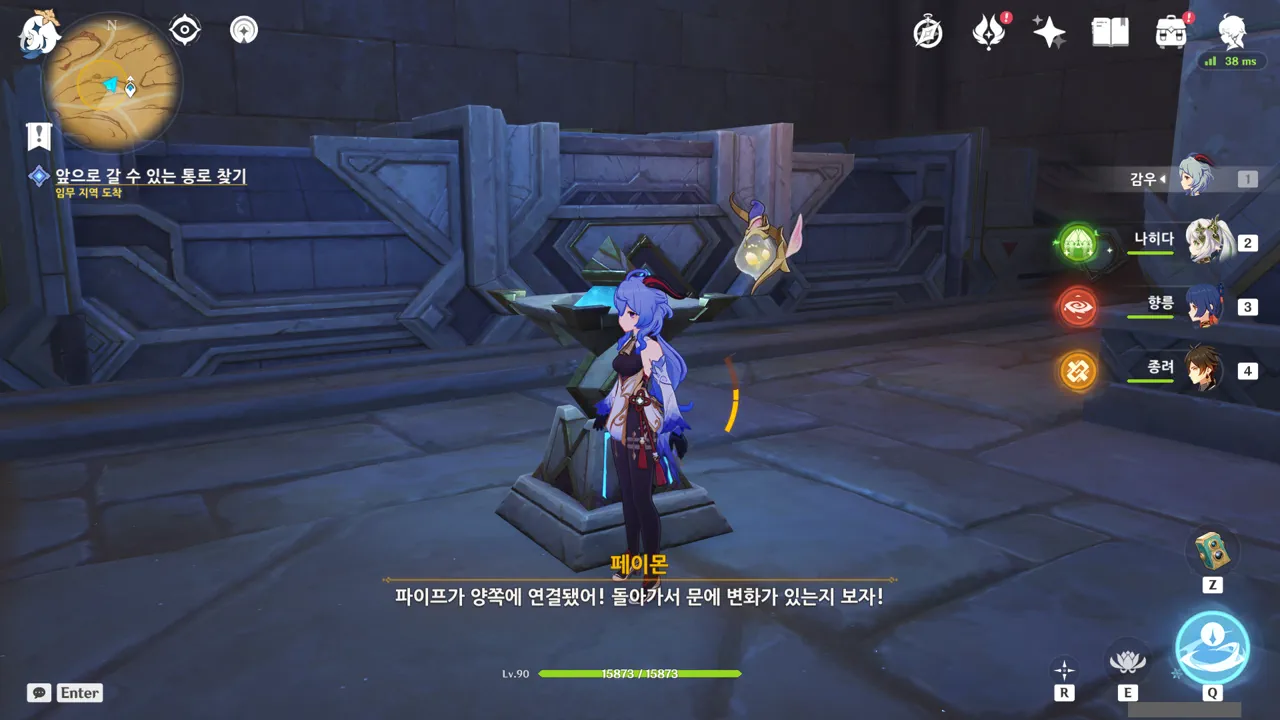 N
38 ms
앞으로 갈 수 있는 통로 찾기
임무 지역 도착
감우
1
나히다
2
향릉
3
종려
4
페이몬
파이프가 양쪽에 연결됐어! 돌아가서 문에 변화가 있는지 보자!
Z
Lv.90
15873 / 15873
Enter
R
E
Q